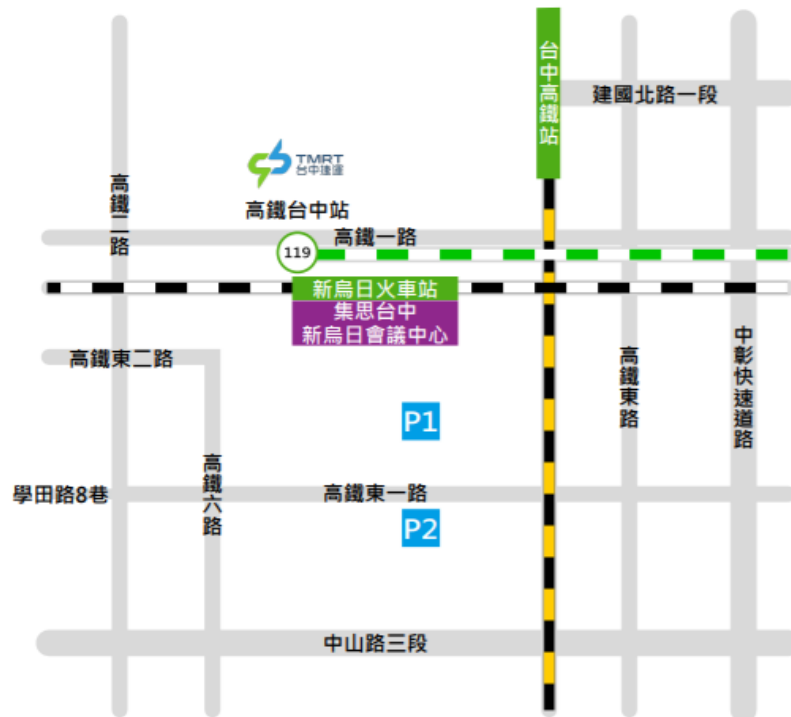 台中高鐵站
建國北路一段
TMRT
台中捷運
高鐵台中站
高鐵二路
高鐵一路
119
新烏日火車站
集思台中
新烏日會議中心
高鐵東二路
高鐵東路
中彰快速道路
P1
高鐵六路
學田路8巷
高鐵東一路
P2
中山路三段